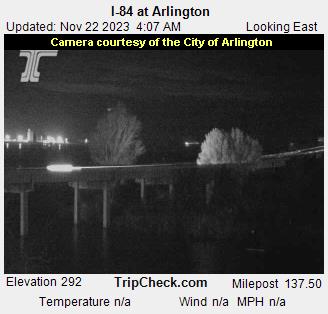 I-84 at Arlington
Updated: Nov 22 2023 4:07 AM Looking East
Camera courtesy of the City of Arlington
Elevation 292 TripCheck.com Milepost 137.50
Temperature n/a Wind n/a MPH n/a